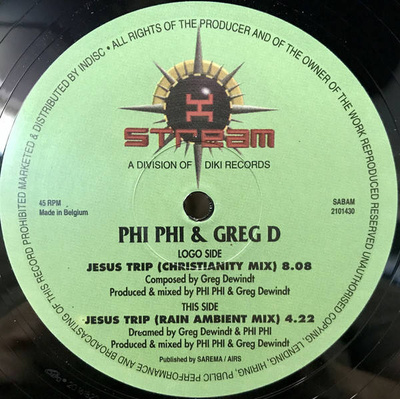 MARKETED & DISTRIBUTED BY INDISC • ALL RIGHTS OF THE PRODUCER AND OF THE OWNER OF THE WORK REPRODUCED RESERVED UNAUTHORISED COPYING, LENDING, HIRING, PUBLIC PERFORMANCE AND BROADCASTING OF THIS RECORD PROHIBITED
X
STREAM
A DIVISION OF DIKI RECORDS
45 RPM
Made in Belgium
SABAM
2101430
PHI PHI & GREG D
LOGO SIDE
JESUS TRIP (CHRISTIANITY MIX) 8.08
Composed by Greg Dewindt
Produced & mixed by PHI PHI & Greg Dewindt
THIS SIDE
JESUS TRIP (RAIN AMBIENT MIX) 4.22
Dreamed by Greg Dewindt & PHI PHI
Produced & mixed by PHI PHI & Greg Dewindt
Published by SAREMA / AIRS